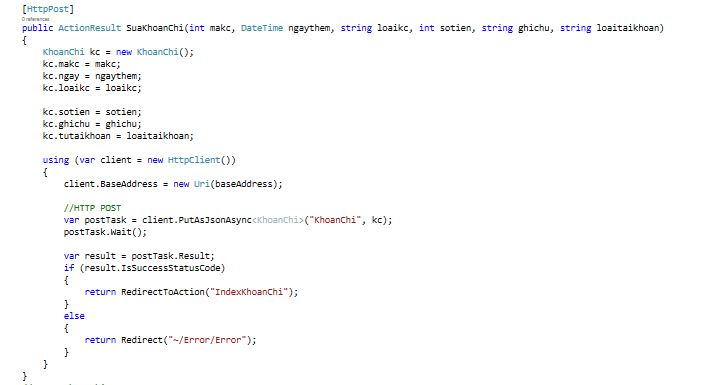 [HttpPost]
0 references
public ActionResult SuaKhoanChi(int makc, DateTime ngaythem, string loaikc, int sotien, string ghichu, string loaitaikhoan)
{
KhoanChi kc = new KhoanChi();
kc.makc = makc;
kc.ngay = ngaythem;
kc.loaikc = loaikc;
kc.sotien = sotien;
kc.ghichu = ghichu;
kc.tutaikhoan = loaitaikhoan;
using (var client = new HttpClient())
{
client.BaseAddress = new Uri(baseAddress);
//HTTP POST
var postTask = client.PutAsJsonAsync<KhoanChi>("KhoanChi", kc);
postTask.Wait();
var result = postTask.Result;
if (result.IsSuccessStatusCode)
{
return RedirectToAction("IndexKhoanChi");
}
else
{
return Redirect("~/Error/Error");
}
}
}